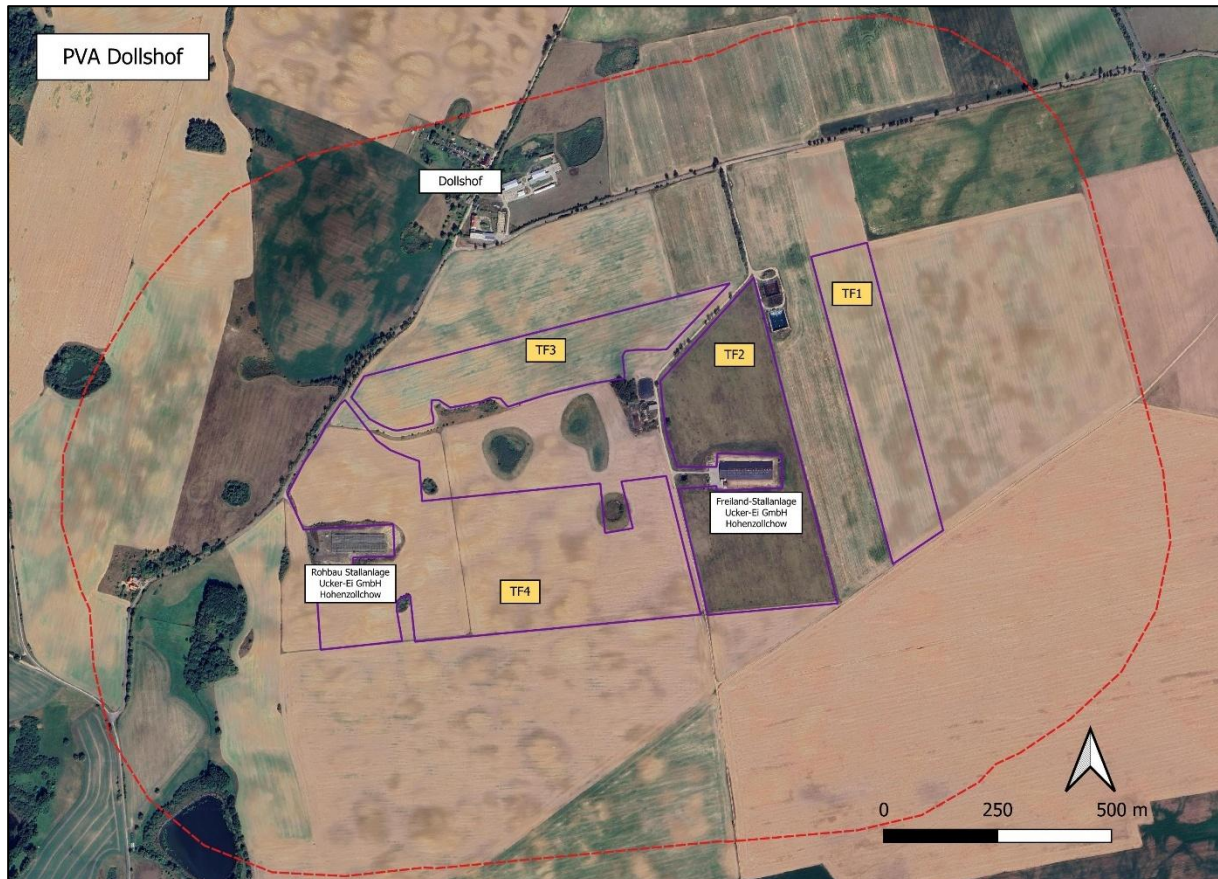 PVA Dollshof
Dollshof
TF1
TF3
TF2
Freiland-Stallanlage
Ucker-Ei GmbH
Hohenzollchow
Rohbau Stallanlage
Ucker-Ei GmbH
Hohenzollchow
TF4
0 250 500 m